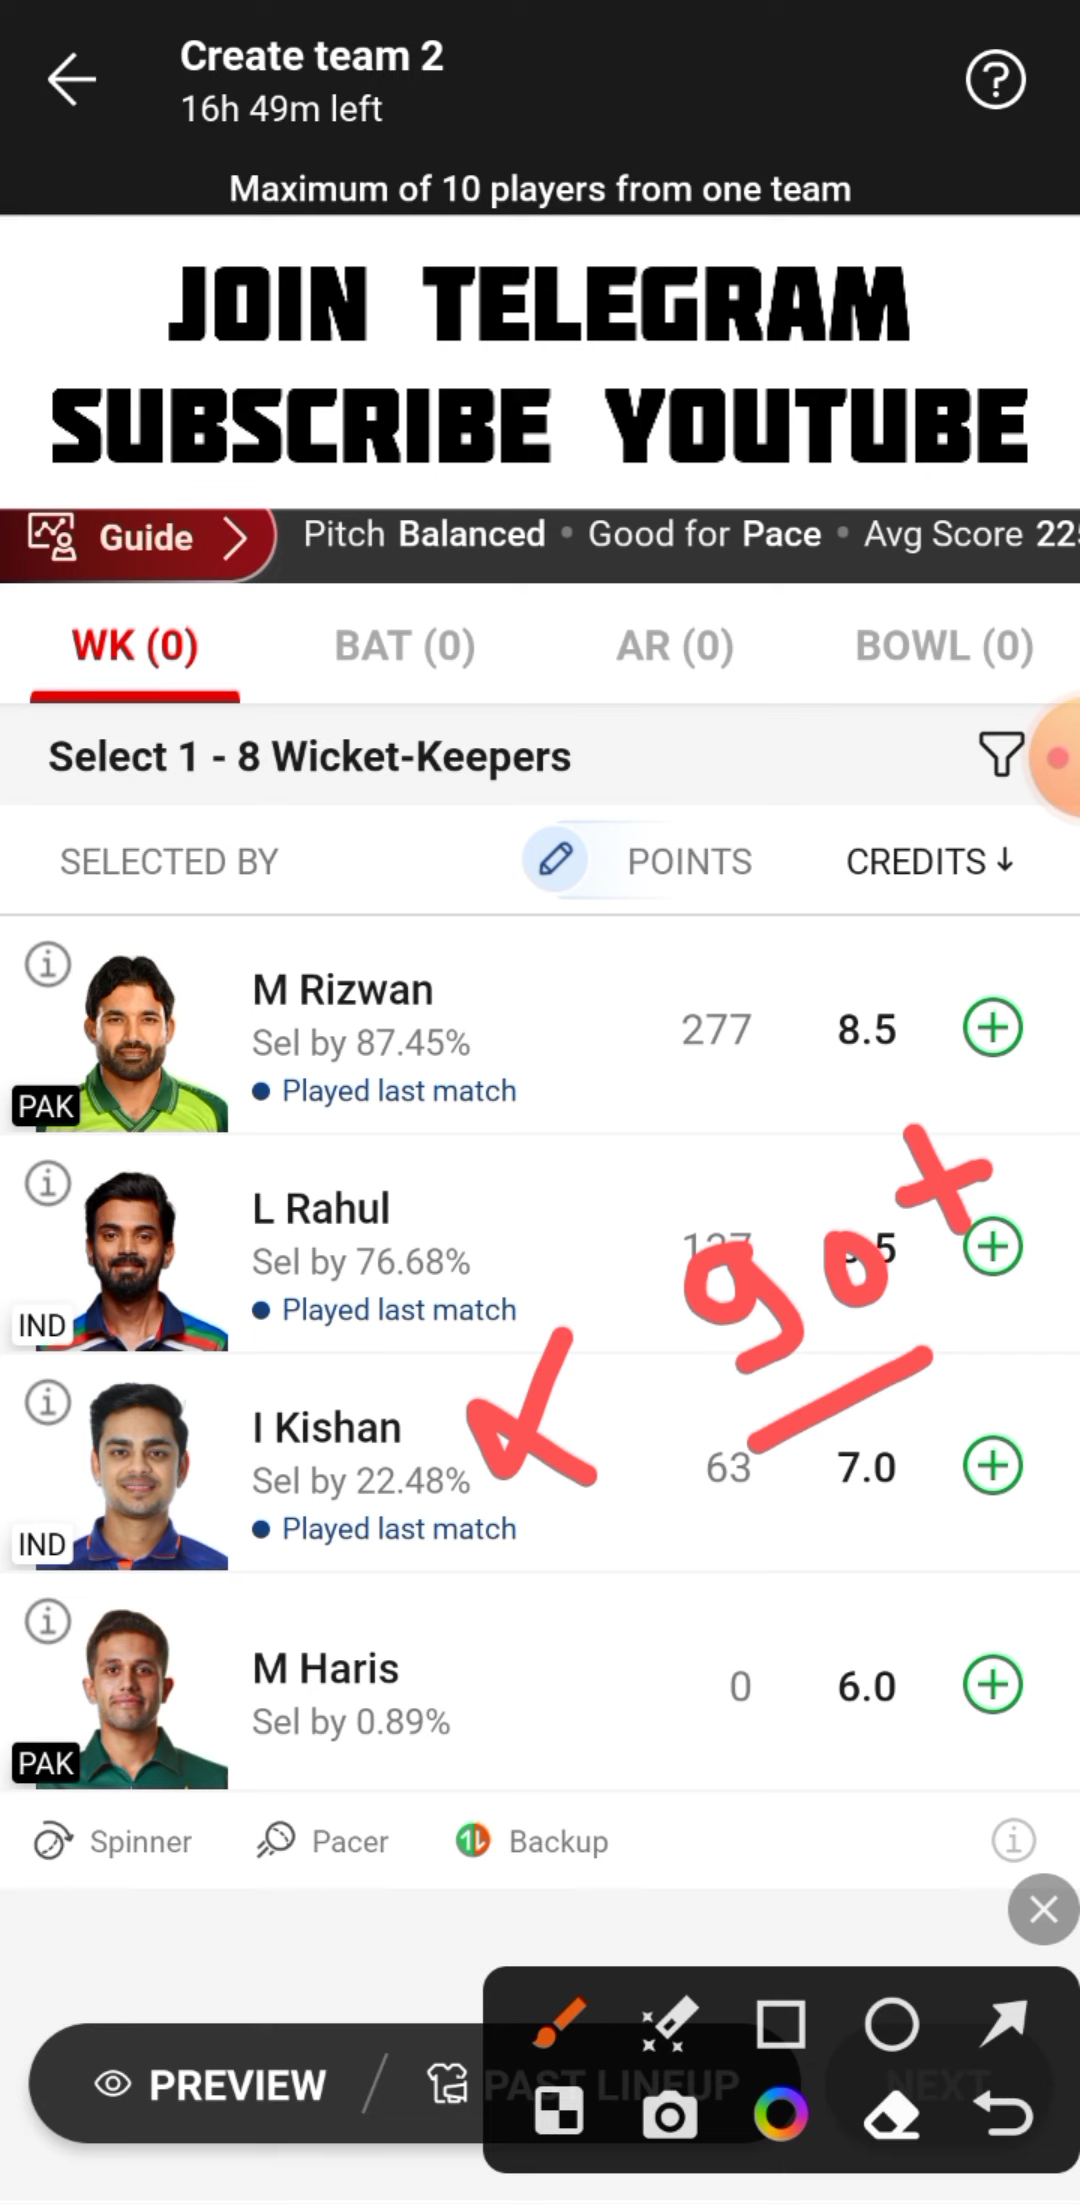 Create team 2
16h 49m left
Maximum of 10 players from one team
JOIN TELEGRAM
SUBSCRIBE YOUTUBE
Guide
Pitch Balanced • Good for Pace • Avg Score
WK (0) BAT (0) AR (0) BOWL (0)
Select 1 - 8 Wicket-Keepers
SELECTED BY POINTS CREDITS ↓
M Rizwan
Sel by 87.45% 277 8.5
Played last match
PAK
L Rahul
Sel by 76.68%
Played last match
IND
90+
I Kishan
Sel by 22.48% 63 7.0
Played last match
IND
M Haris
Sel by 0.89% 0 6.0
PAK
Spinner Pacer Backup
PREVIEW / PAST LINEUP NEXT